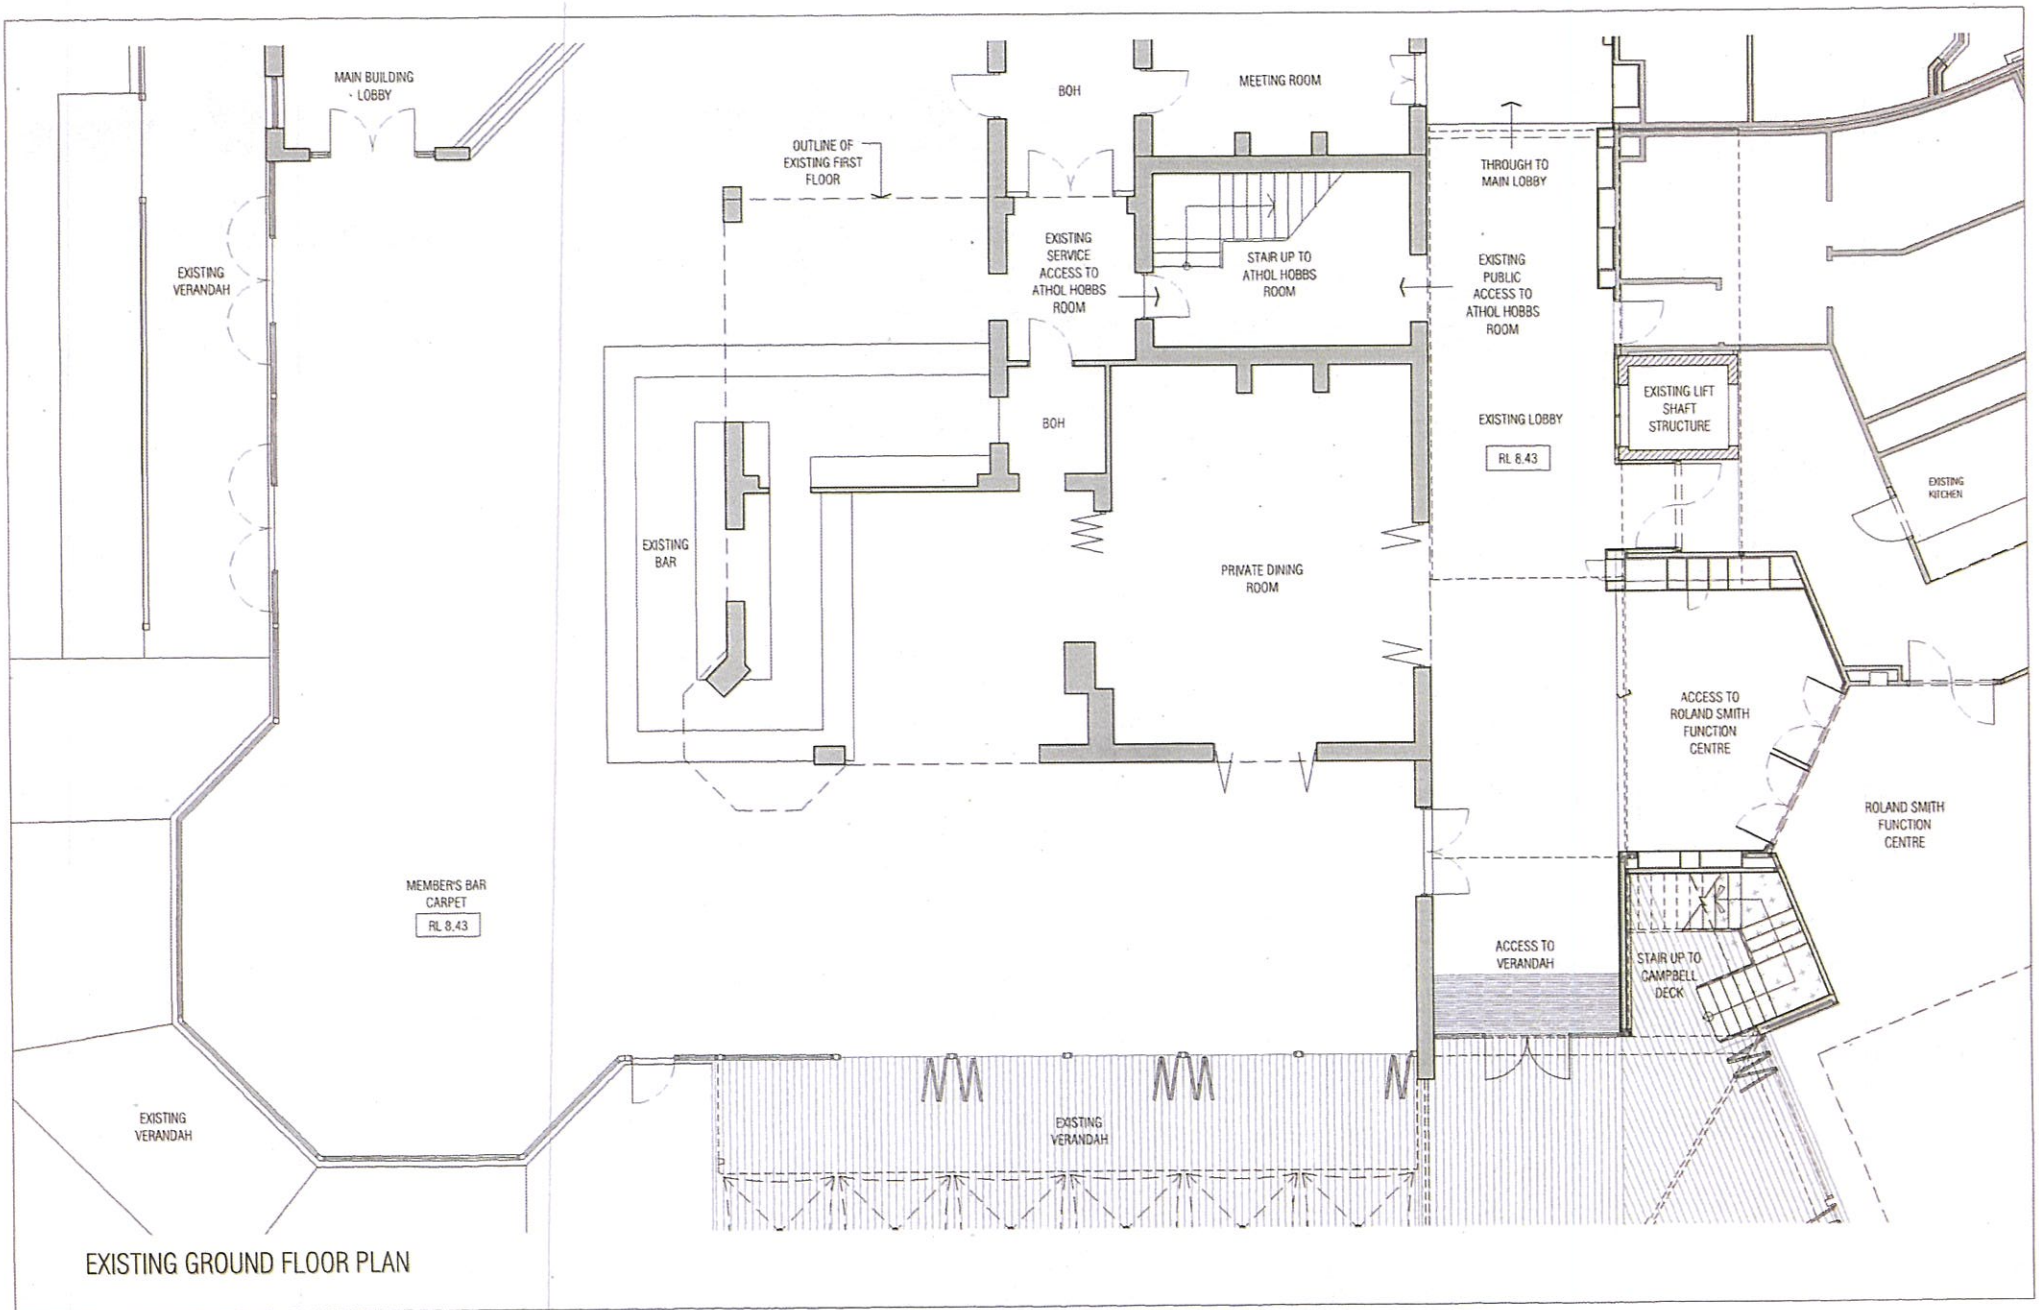 MAIN BUILDING
LOBBY
BOH
MEETING ROOM
OUTLINE OF
EXISTING FIRST
FLOOR
THROUGH TO
MAIN LOBBY
EXISTING
VERANDAH
EXISTING
SERVICE
ACCESS TO
ATHOL HOBBS
ROOM
STAIR UP TO
ATHOL HOBBS
ROOM
EXISTING
PUBLIC
ACCESS TO
ATHOL HOBBS
ROOM
EXISTING LIFT
SHAFT
STRUCTURE
BOH
EXISTING LOBBY
RL 8.43
EXISTING
KITCHEN
EXISTING
BAR
PRIVATE DINING
ROOM
ACCESS TO
ROLAND SMITH
FUNCTION
CENTRE
ROLAND SMITH
FUNCTION
CENTRE
MEMBER'S BAR
CARPET
RL 8.43
ACCESS TO
VERANDAH
STAIR UP TO
CAMPBELL
DECK
EXISTING
VERANDAH
EXISTING
VERANDAH
EXISTING GROUND FLOOR PLAN